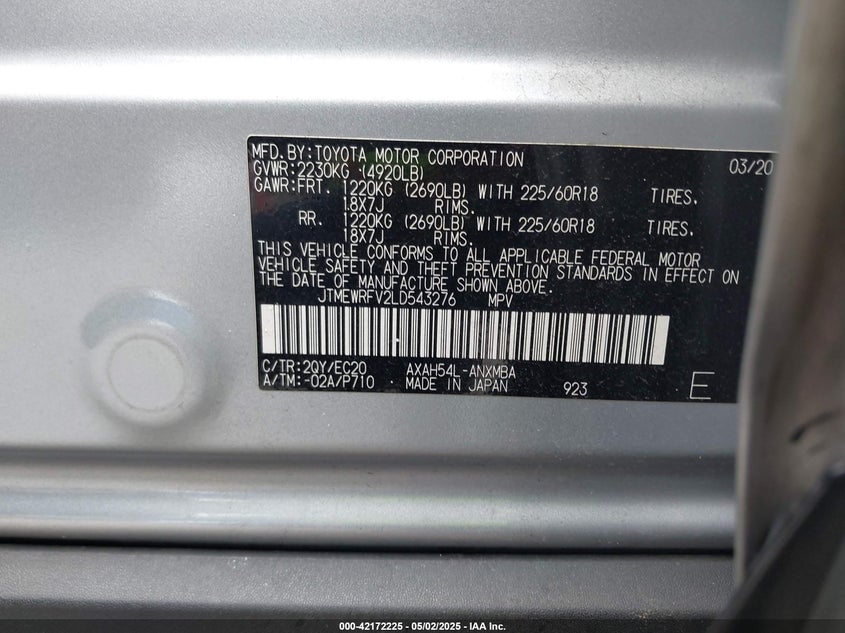 MFD.BY:TOYOTA MOTOR CORPORATION 03/20
GVWR:2230KG (4920LB)
GAWR:FRT. 1220KG (2690LB) WITH 225/60R18 TIRES.
18X7J RIMS.
RR. 1220KG (2690LB) WITH 225/60R18 TIRES.
18X7J RIMS.
THIS VEHICLE CONFORMS TO ALL APPLICABLE FEDERAL MOTOR
VEHICLE SAFETY AND THEFT PREVENTION STANDARDS IN EFFECT ON
THE DATE OF MANUFACTURE SHOWN ABOVE.
JTMEWRFV2LD543276 MPV
C/TR:2QY/EC20 AXAH54L-ANXMBA
A/TM:-02A/P710 MADE IN JAPAN 923 E
000-42172225 - 05/02/2025 - IAA Inc.